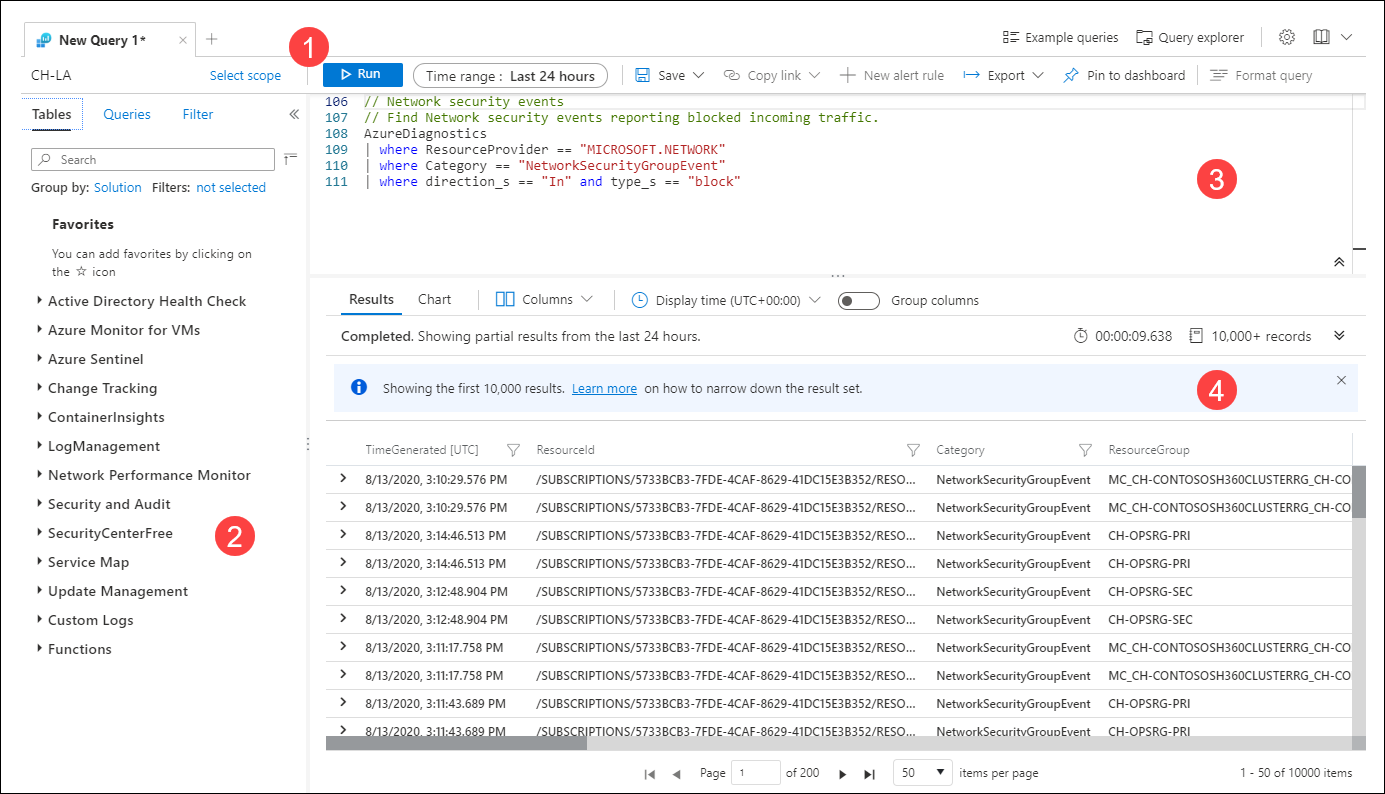 New Query 1*
1
Example queries
Query explorer
CH-LA
Select scope
Run
Time range : Last 24 hours
Save
Copy link
New alert rule
Export
Pin to dashboard
Format query
Tables
Queries
Filter
Search
Group by: Solution Filters: not selected
Favorites
You can add favorites by clicking on
the ☆ icon
Active Directory Health Check
Azure Monitor for VMs
Azure Sentinel
Change Tracking
ContainerInsights
LogManagement
Network Performance Monitor
Security and Audit
SecurityCenterFree
2
Service Map
Update Management
Custom Logs
Functions
106 // Network security events
107 // Find Network security events reporting blocked incoming traffic.
108 AzureDiagnostics
109 | where ResourceProvider == "MICROSOFT.NETWORK"
110 | where Category == "NetworkSecurityGroupEvent"
111 | where direction_s == "In" and type_s == "block"
3
Results
Chart
Columns
Display time (UTC+00:00)
Group columns
Completed. Showing partial results from the last 24 hours.
00:00:09.638
10,000+ records
Showing the first 10,000 results. Learn more on how to narrow down the result set.
4
TimeGenerated [UTC] ResourceId Category ResourceGroup
8/13/2020, 3:10:29.576 PM /SUBSCRIPTIONS/5733BCB3-7FDE-4CAF-8629-41DC15E3B352/RESO... NetworkSecurityGroupEvent MC_CH-CONTOSOSH360CLUSTERRG_CH-CO
8/13/2020, 3:10:29.576 PM /SUBSCRIPTIONS/5733BCB3-7FDE-4CAF-8629-41DC15E3B352/RESO... NetworkSecurityGroupEvent MC_CH-CONTOSOSH360CLUSTERRG_CH-CO
8/13/2020, 3:14:46.513 PM /SUBSCRIPTIONS/5733BCB3-7FDE-4CAF-8629-41DC15E3B352/RESO... NetworkSecurityGroupEvent CH-OPSRG-PRI
8/13/2020, 3:14:46.513 PM /SUBSCRIPTIONS/5733BCB3-7FDE-4CAF-8629-41DC15E3B352/RESO... NetworkSecurityGroupEvent CH-OPSRG-PRI
8/13/2020, 3:12:48.904 PM /SUBSCRIPTIONS/5733BCB3-7FDE-4CAF-8629-41DC15E3B352/RESO... NetworkSecurityGroupEvent CH-OPSRG-SEC
8/13/2020, 3:12:48.904 PM /SUBSCRIPTIONS/5733BCB3-7FDE-4CAF-8629-41DC15E3B352/RESO... NetworkSecurityGroupEvent CH-OPSRG-SEC
8/13/2020, 3:11:17.758 PM /SUBSCRIPTIONS/5733BCB3-7FDE-4CAF-8629-41DC15E3B352/RESO... NetworkSecurityGroupEvent MC_CH-CONTOSOSH360CLUSTERRG_CH-CO
8/13/2020, 3:11:17.758 PM /SUBSCRIPTIONS/5733BCB3-7FDE-4CAF-8629-41DC15E3B352/RESO... NetworkSecurityGroupEvent MC_CH-CONTOSOSH360CLUSTERRG_CH-CO
8/13/2020, 3:11:43.689 PM /SUBSCRIPTIONS/5733BCB3-7FDE-4CAF-8629-41DC15E3B352/RESO... NetworkSecurityGroupEvent CH-OPSRG-PRI
8/13/2020, 3:11:43.689 PM /SUBSCRIPTIONS/5733BCB3-7FDE-4CAF-8629-41DC15E3B352/RESO... NetworkSecurityGroupEvent CH-OPSRG-PRI
Page 1 of 200
50 items per page
1 - 50 of 10000 items